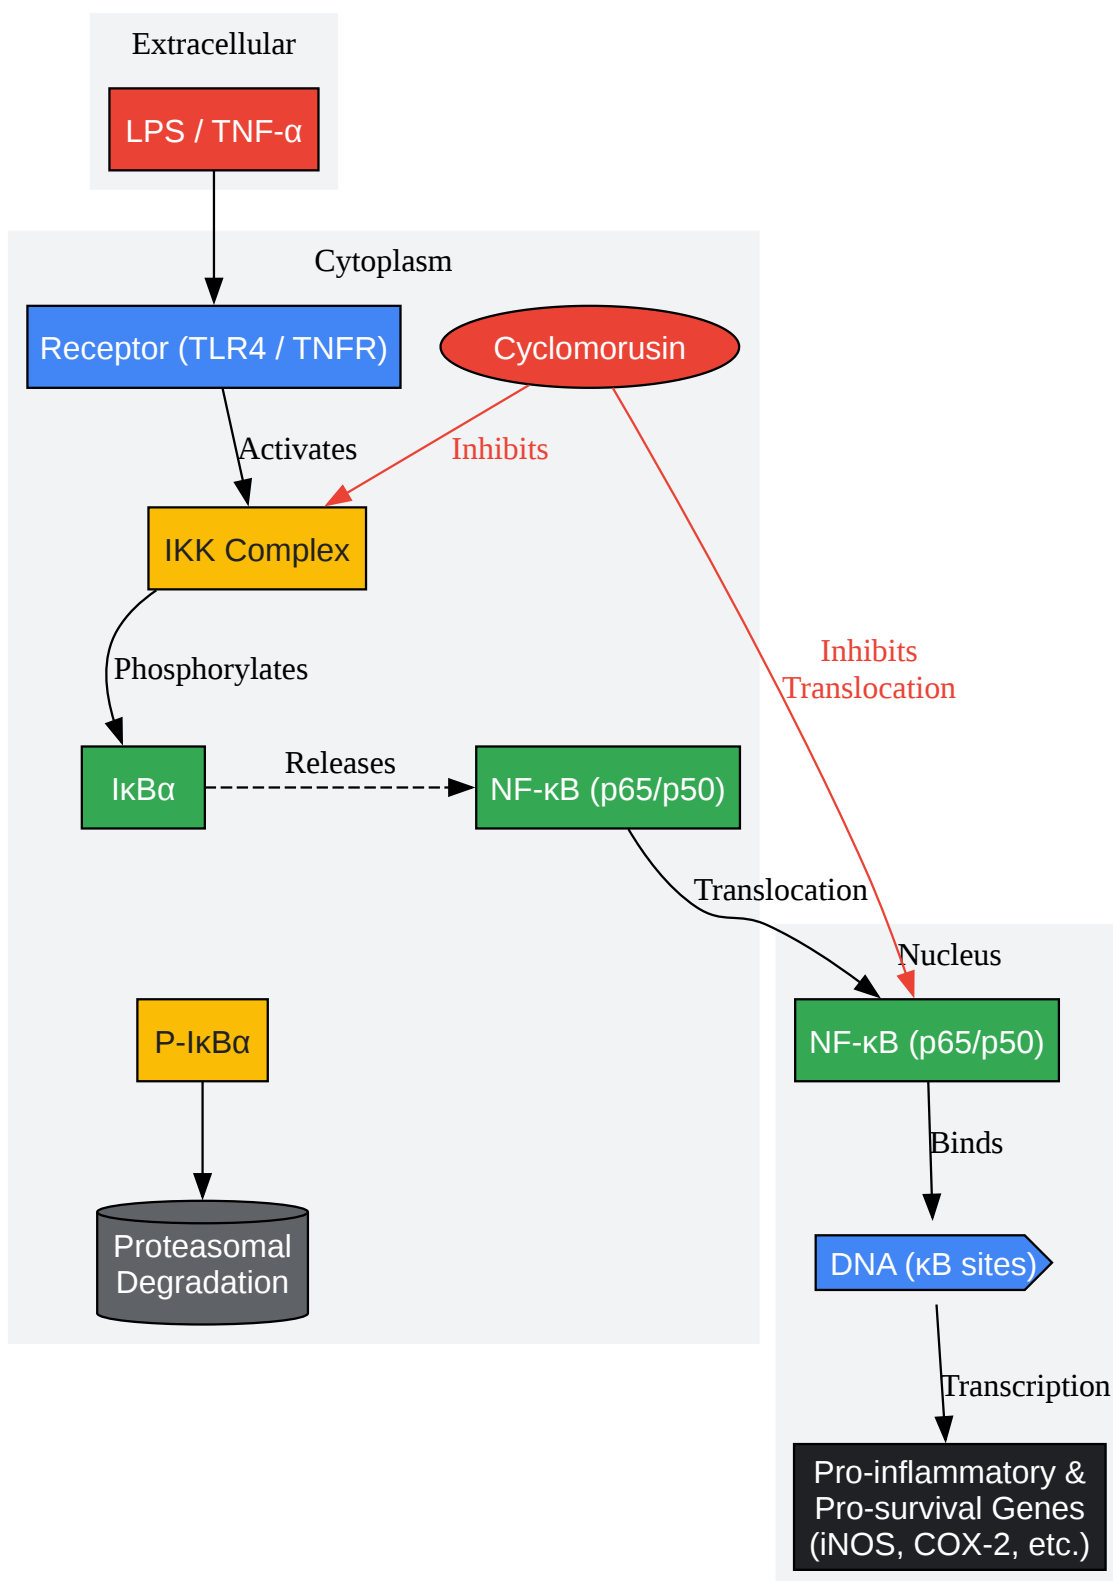 Extracellular
LPS / TNF-α
Cytoplasm
Receptor (TLR4 / TNFR)
Cyclomorusin
Activates
Inhibits
IKK Complex
Inhibits
Translocation
Phosphorylates
IκBα
Releases
NF-κB (p65/p50)
Translocation
Nucleus
P-IκBα
NF-κB (p65/p50)
Binds
Proteasomal
Degradation
DNA (κB sites)
Transcription
Pro-inflammatory &
Pro-survival Genes
(iNOS, COX-2, etc.)